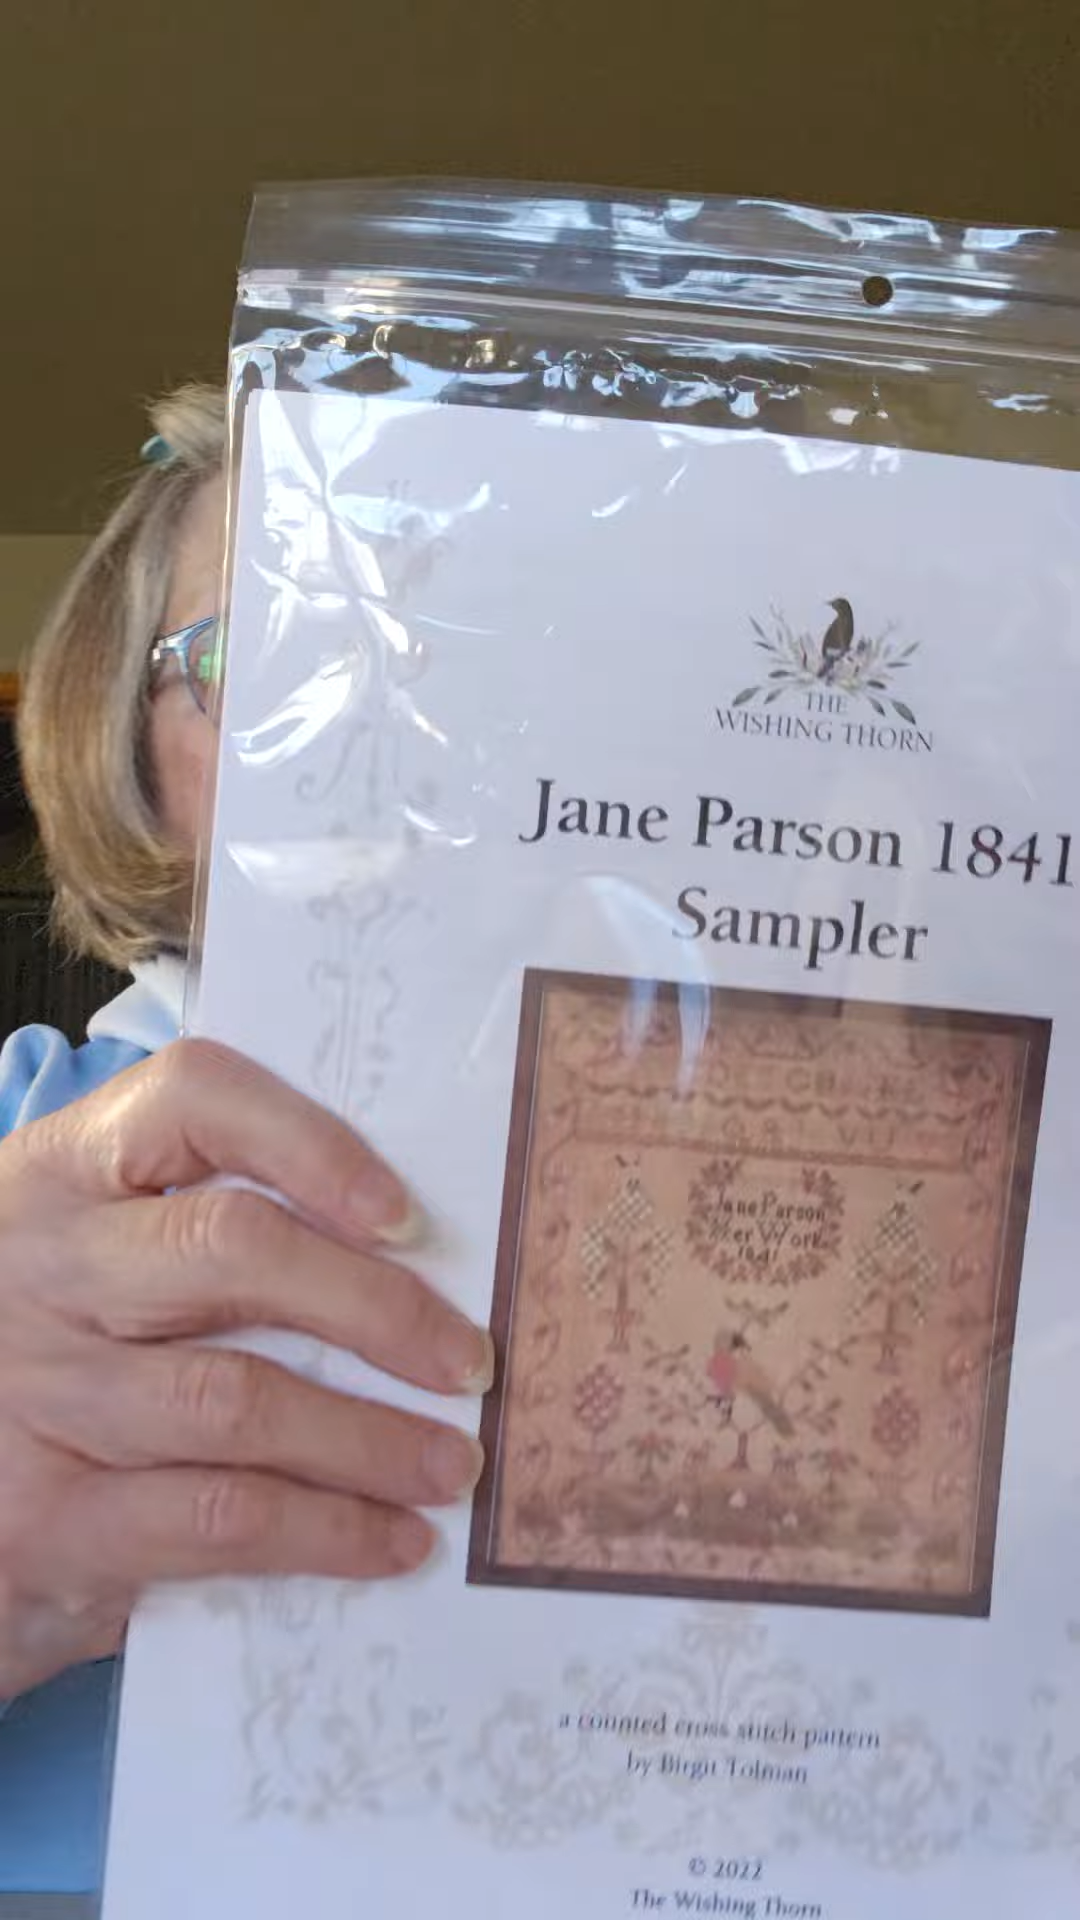 THE
WISHING THORN
Jane Parson 1841
Sampler
Jane Parson
Her Work
1841
a counted cross stitch pattern
by Birgit Tolman
© 2022
The Wishing Thorn